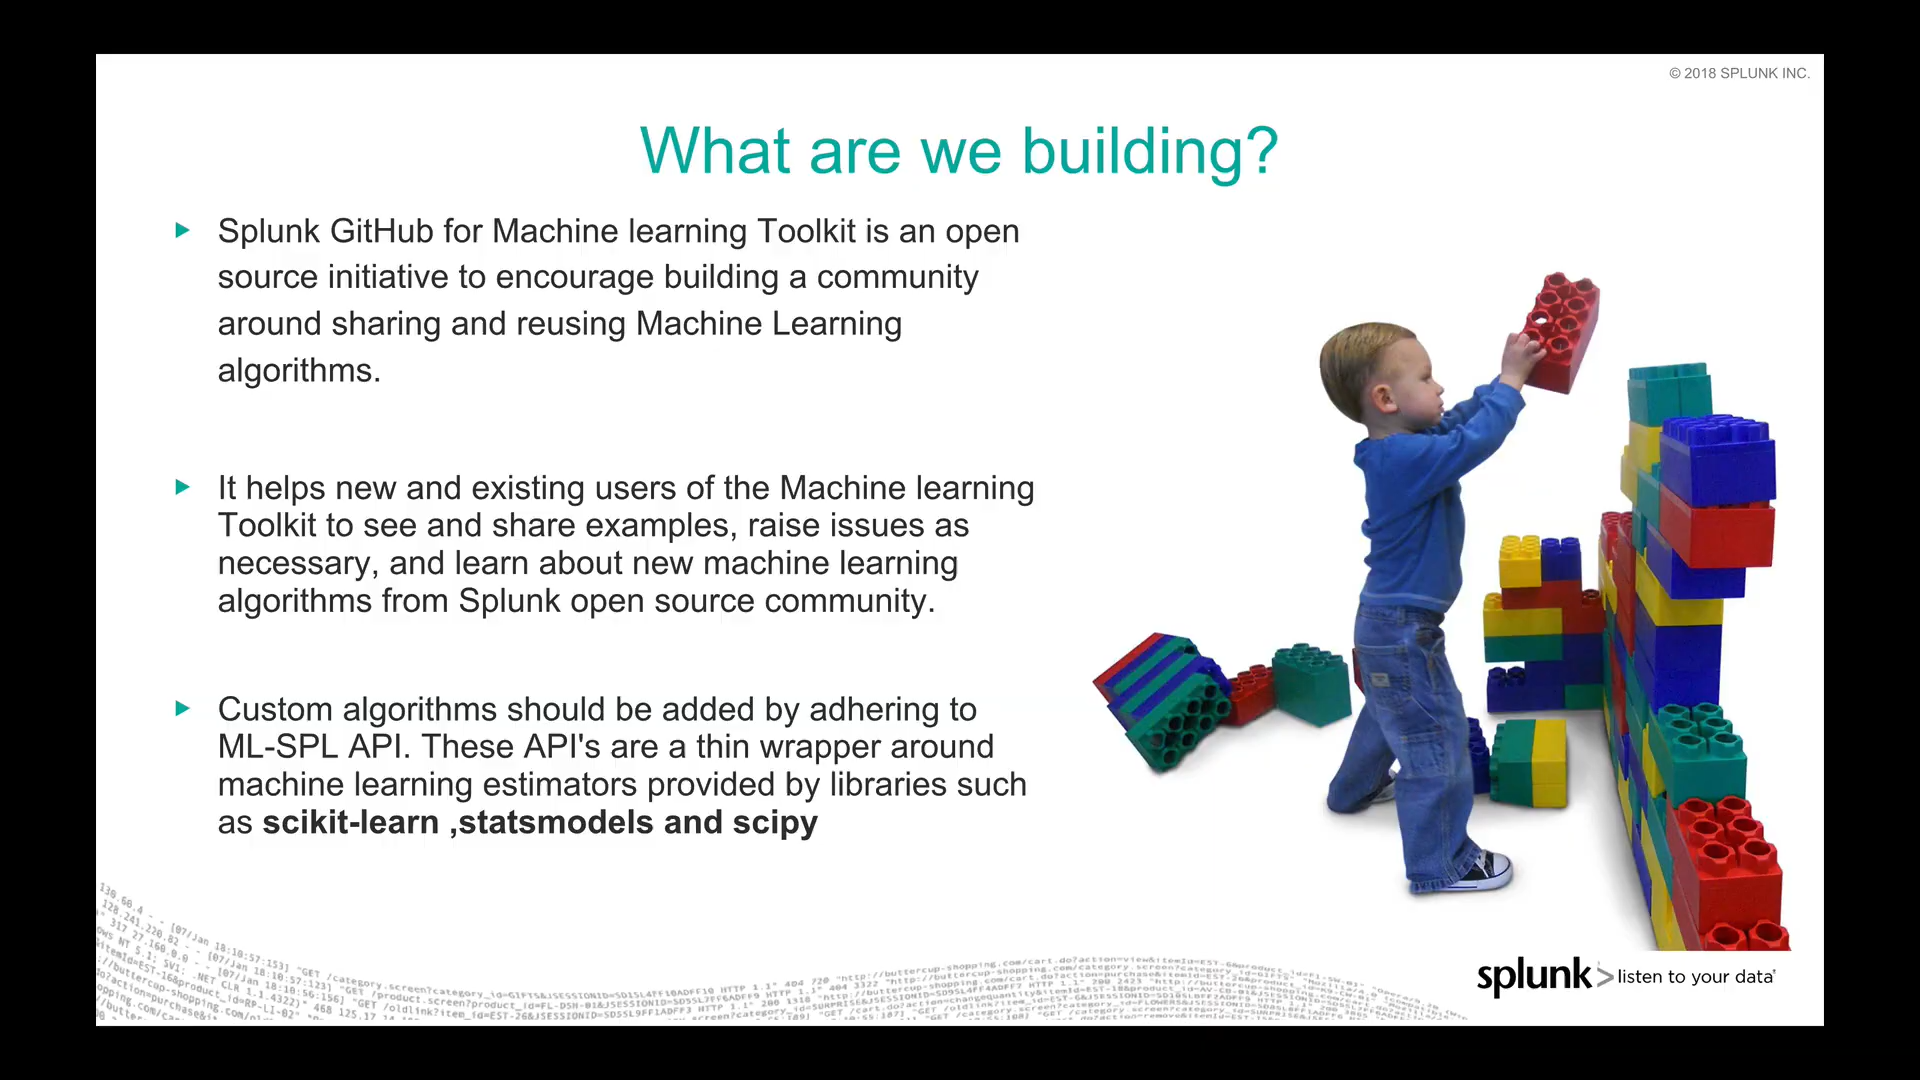 © 2018 SPLUNK INC.
What are we building?
Splunk GitHub for Machine learning Toolkit is an open
source initiative to encourage building a community
around sharing and reusing Machine Learning
algorithms.
It helps new and existing users of the Machine learning
Toolkit to see and share examples, raise issues as
necessary, and learn about new machine learning
algorithms from Splunk open source community.
Custom algorithms should be added by adhering to
ML-SPL API. These API's are a thin wrapper around
machine learning estimators provided by libraries such
as scikit-learn ,statsmodels and scipy
splunk> listen to your data®